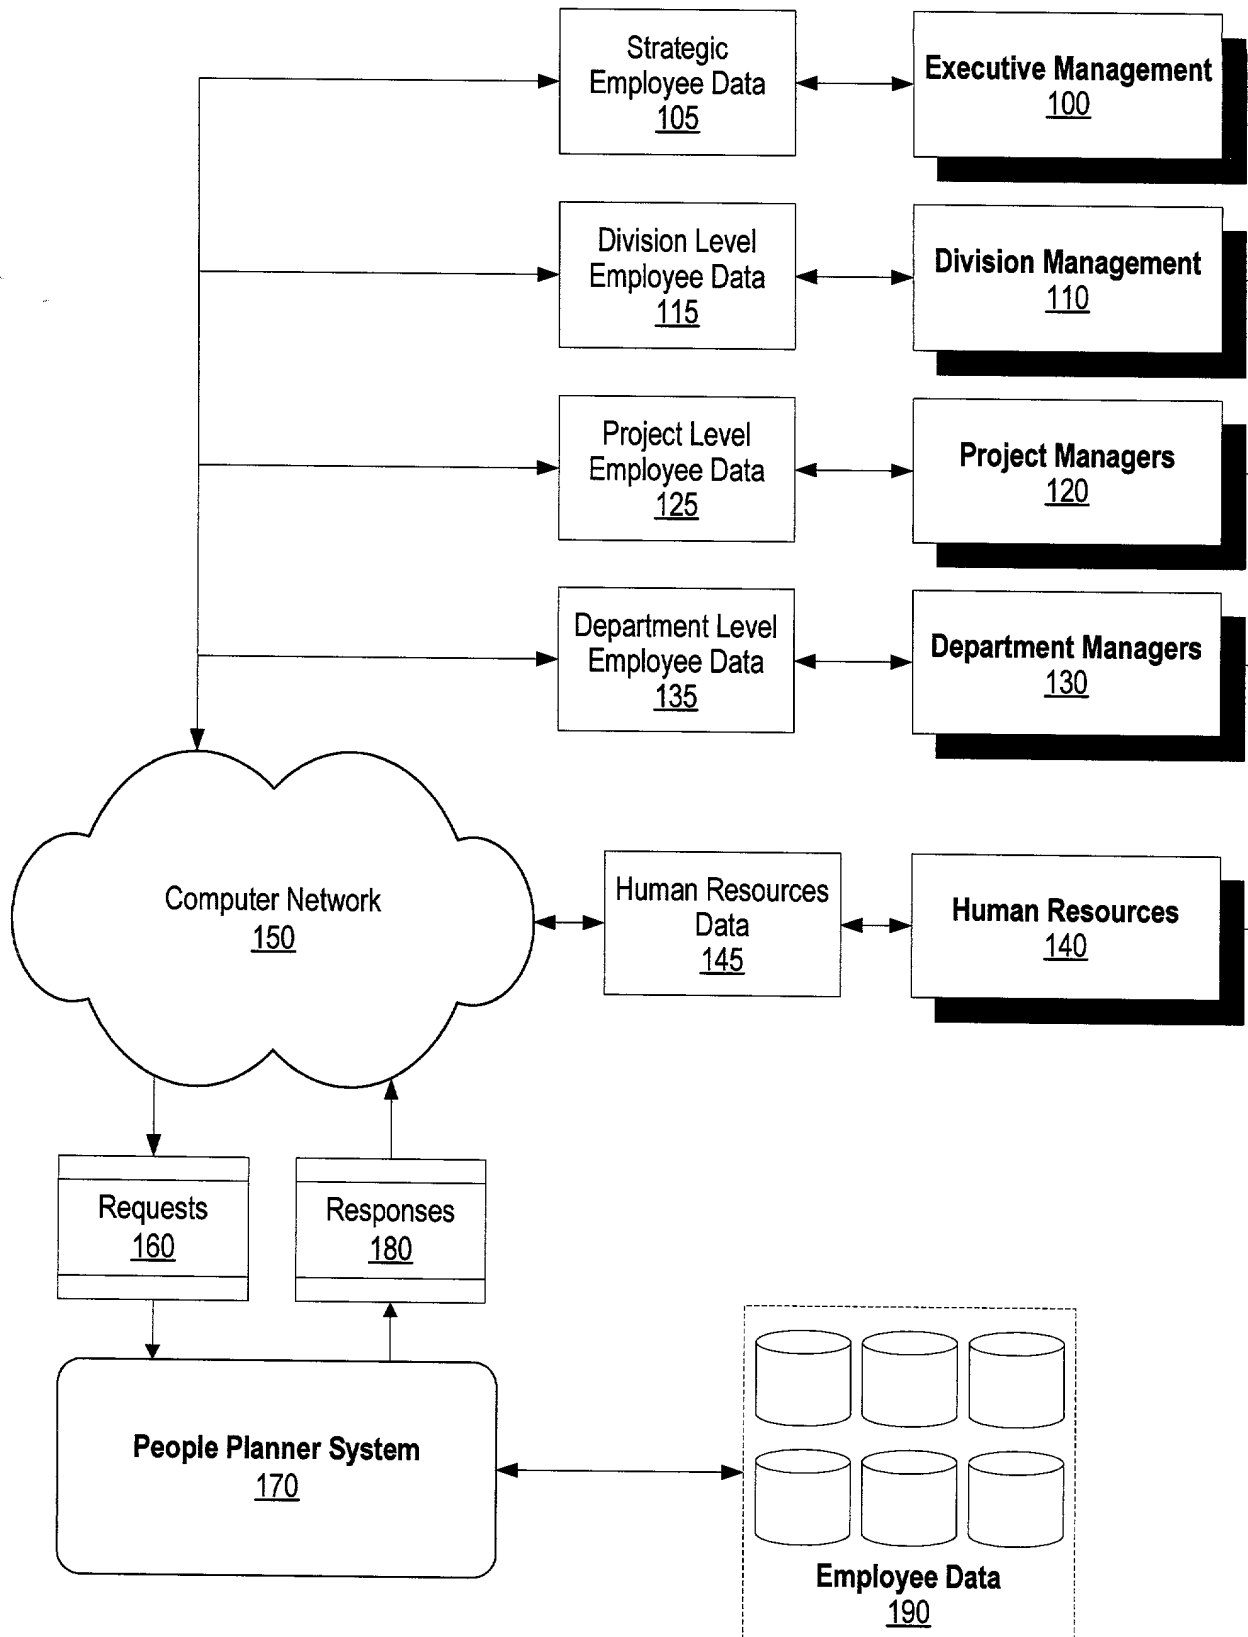 Strategic
Employee Data
105
Executive Management
100
Division Level
Employee Data
115
Division Management
110
Project Level
Employee Data
125
Project Managers
120
Department Level
Employee Data
135
Department Managers
130
Computer Network
150
Human Resources
Data
145
Human Resources
140
Requests
160
Responses
180
People Planner System
170
Employee Data
190